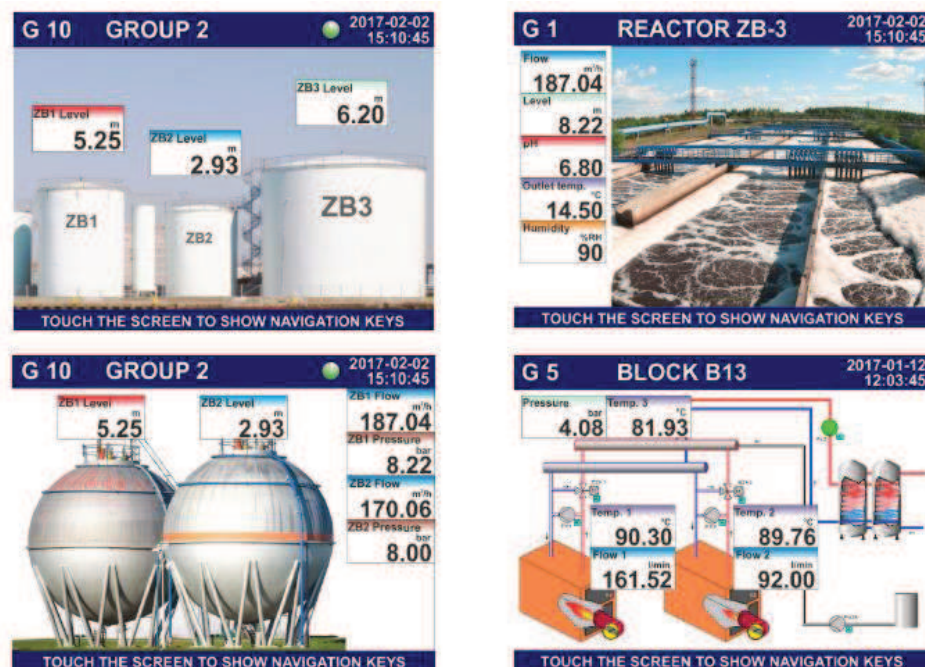 G 10 GROUP 2 2017-02-02
15:10:45
ZB1 Level
m
5.25
ZB2 Level
m
2.93
ZB3 Level
m
6.20
ZB1
ZB2
ZB3
TOUCH THE SCREEN TO SHOW NAVIGATION KEYS
G 1 REACTOR ZB-3 2017-02-02
15:10:45
Flow
m³/h
187.04
Level
m
8.22
pH
6.80
Outlet temp.
°C
14.50
Humidity
%RH
90
TOUCH THE SCREEN TO SHOW NAVIGATION KEYS
G 10 GROUP 2 2017-02-02
15:10:45
ZB1 Level
m
5.25
ZB2 Level
m
2.93
ZB1 Flow
m³/h
187.04
ZB1 Pressure
bar
8.22
ZB2 Flow
m³/h
170.06
ZB2 Pressure
bar
8.00
TOUCH THE SCREEN TO SHOW NAVIGATION KEYS
G 5 BLOCK B13 2017-01-12
12:03:45
Pressure
bar
4.08
Temp. 3
°C
81.93
Temp. 1
°C
90.30
Flow 1
l/min
161.52
Temp. 2
°C
89.76
Flow 2
l/min
92.00
TOUCH THE SCREEN TO SHOW NAVIGATION KEYS